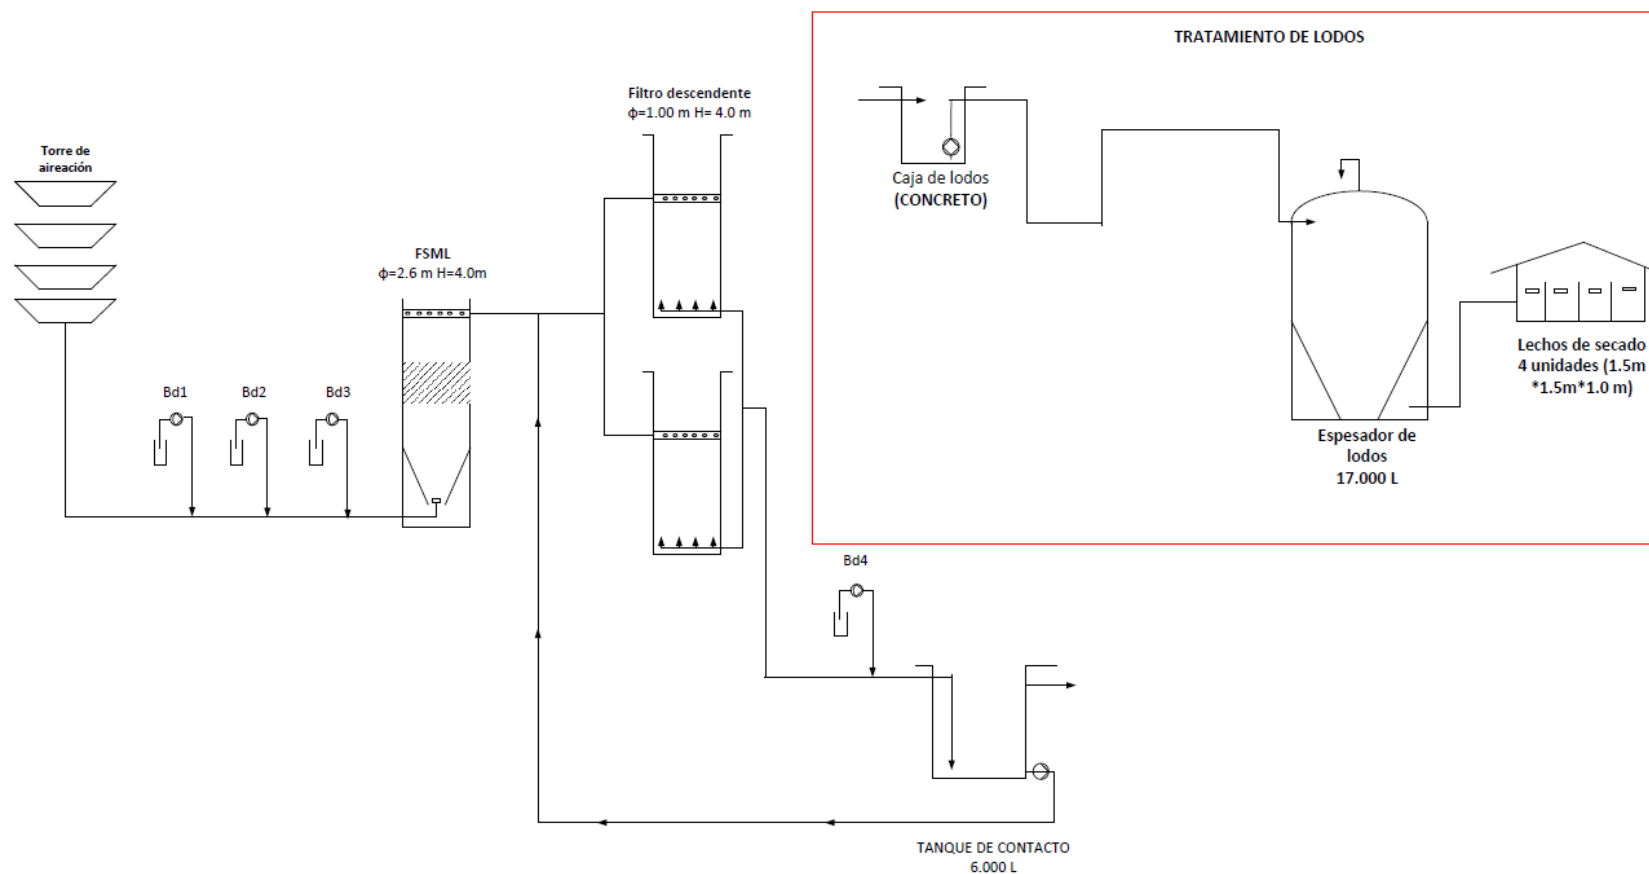 TRATAMIENTO DE LODOS
Filtro descendente
ф=1.00 m H= 4.0 m
Torre de
aireación
Caja de lodos
(CONCRETO)
FSML
ф=2.6 m H=4.0m
Lechos de secado
4 unidades (1.5m
*1.5m*1.0 m)
Bd1
Bd2
Bd3
Espesador de
lodos
17.000 L
Bd4
TANQUE DE CONTACTO
6.000 L